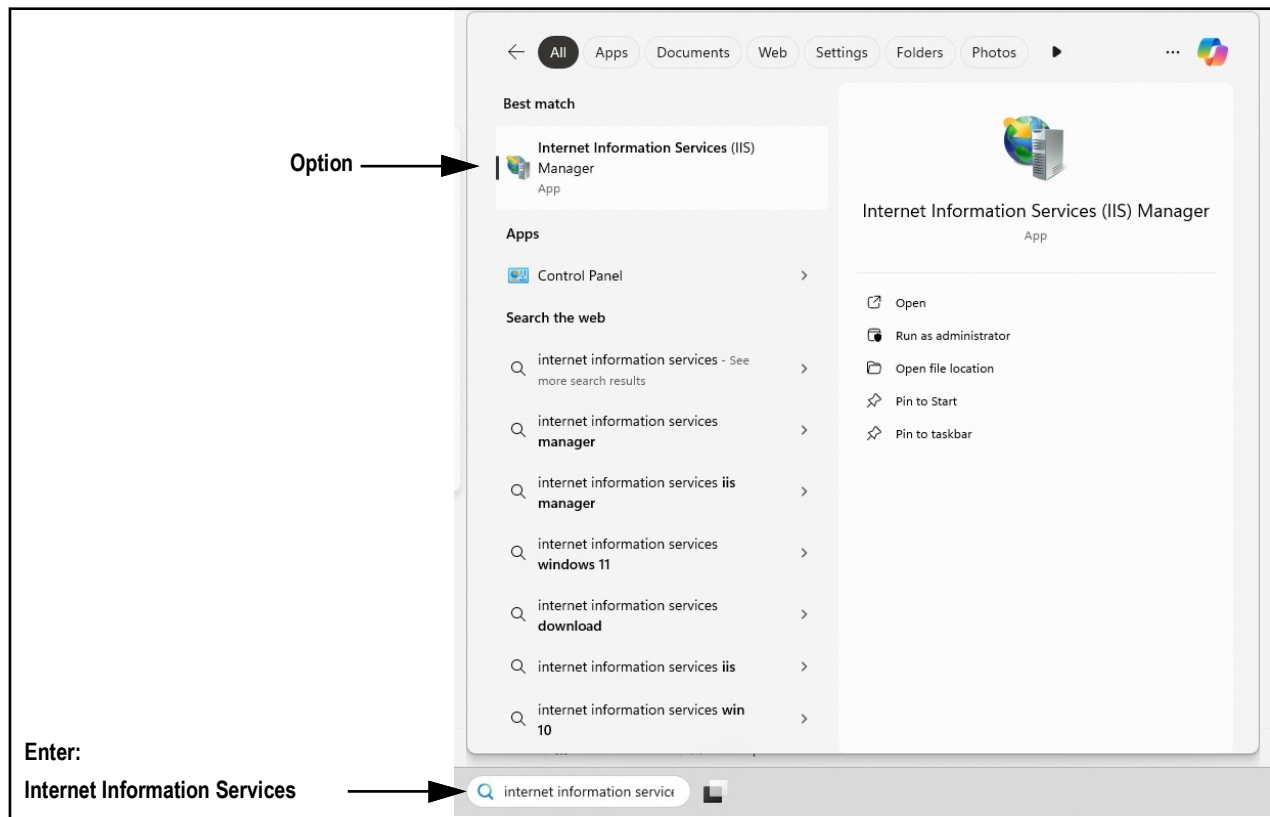 All Apps Documents Web Settings Folders Photos
Best match
Option
Internet Information Services (IIS)
Manager
App
Apps
Control Panel
Search the web
internet information services - See
more search results
internet information services
manager
internet information services iis
manager
internet information services
windows 11
internet information services
download
internet information services iis
internet information services win
10
Internet Information Services (IIS) Manager
App
Open
Run as administrator
Open file location
Pin to Start
Pin to taskbar
Enter:
Internet Information Services
internet information service